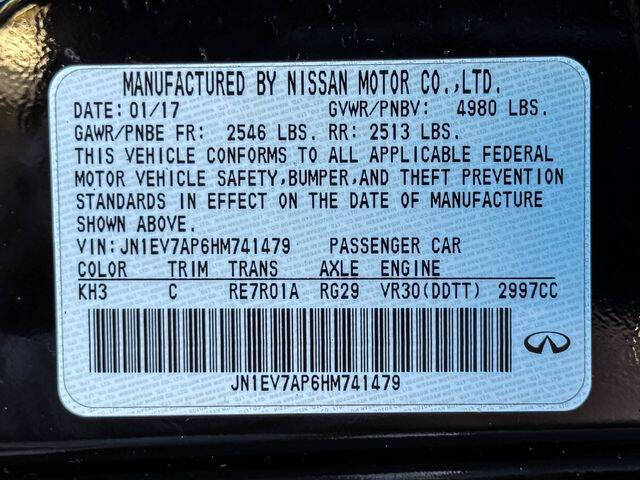 MANUFACTURED BY NISSAN MOTOR CO.,LTD.
DATE: 01/17 GVWR/PNBV: 4980 LBS.
GAWR/PNBE FR: 2546 LBS. RR: 2513 LBS.
THIS VEHICLE CONFORMS TO ALL APPLICABLE FEDERAL
MOTOR VEHICLE SAFETY,BUMPER,AND THEFT PREVENTION
STANDARDS IN EFFECT ON THE DATE OF MANUFACTURE
SHOWN ABOVE.
VIN:JN1EV7AP6HM741479 PASSENGER CAR
COLOR TRIM TRANS AXLE ENGINE
KH3 C RE7R01A RG29 VR30(DDTT) 2997CC
JN1EV7AP6HM741479